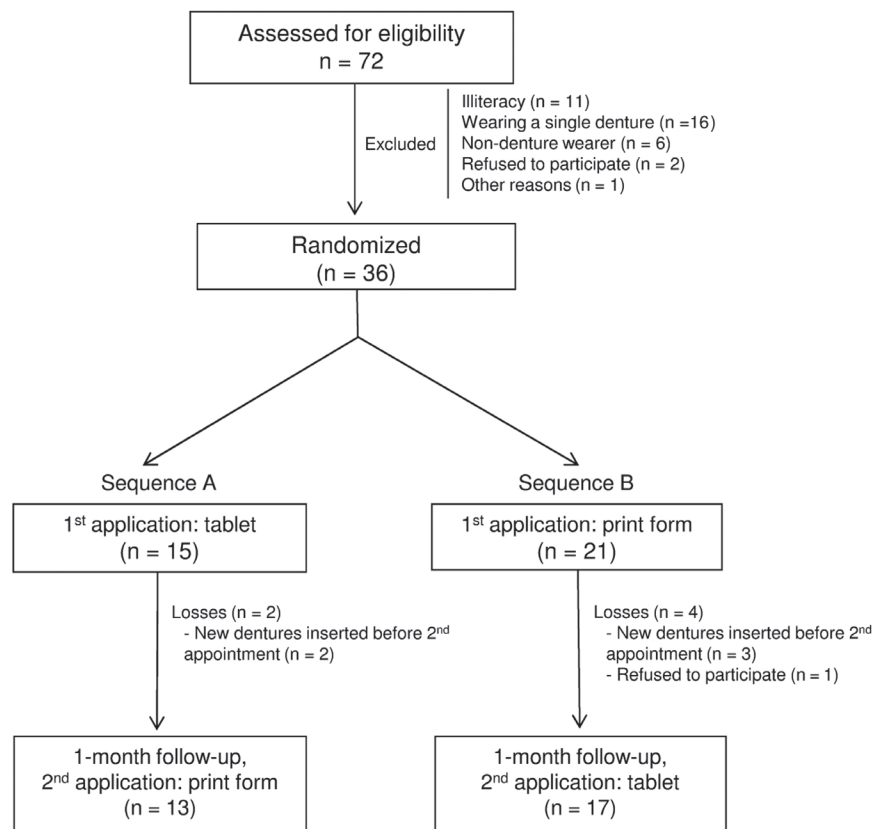 Assessed for eligibility
n = 72
Excluded
Illiteracy (n = 11)
Wearing a single denture (n =16)
Non-denture wearer (n = 6)
Refused to participate (n = 2)
Other reasons (n = 1)
Randomized
(n = 36)
Sequence A
1st application: tablet
(n = 15)
Losses (n = 2)
- New dentures inserted before 2nd
appointment (n = 2)
1-month follow-up,
2nd application: print form
(n = 13)
Sequence B
1st application: print form
(n = 21)
Losses (n = 4)
- New dentures inserted before 2nd
appointment (n = 3)
- Refused to participate (n = 1)
1-month follow-up,
2nd application: tablet
(n = 17)